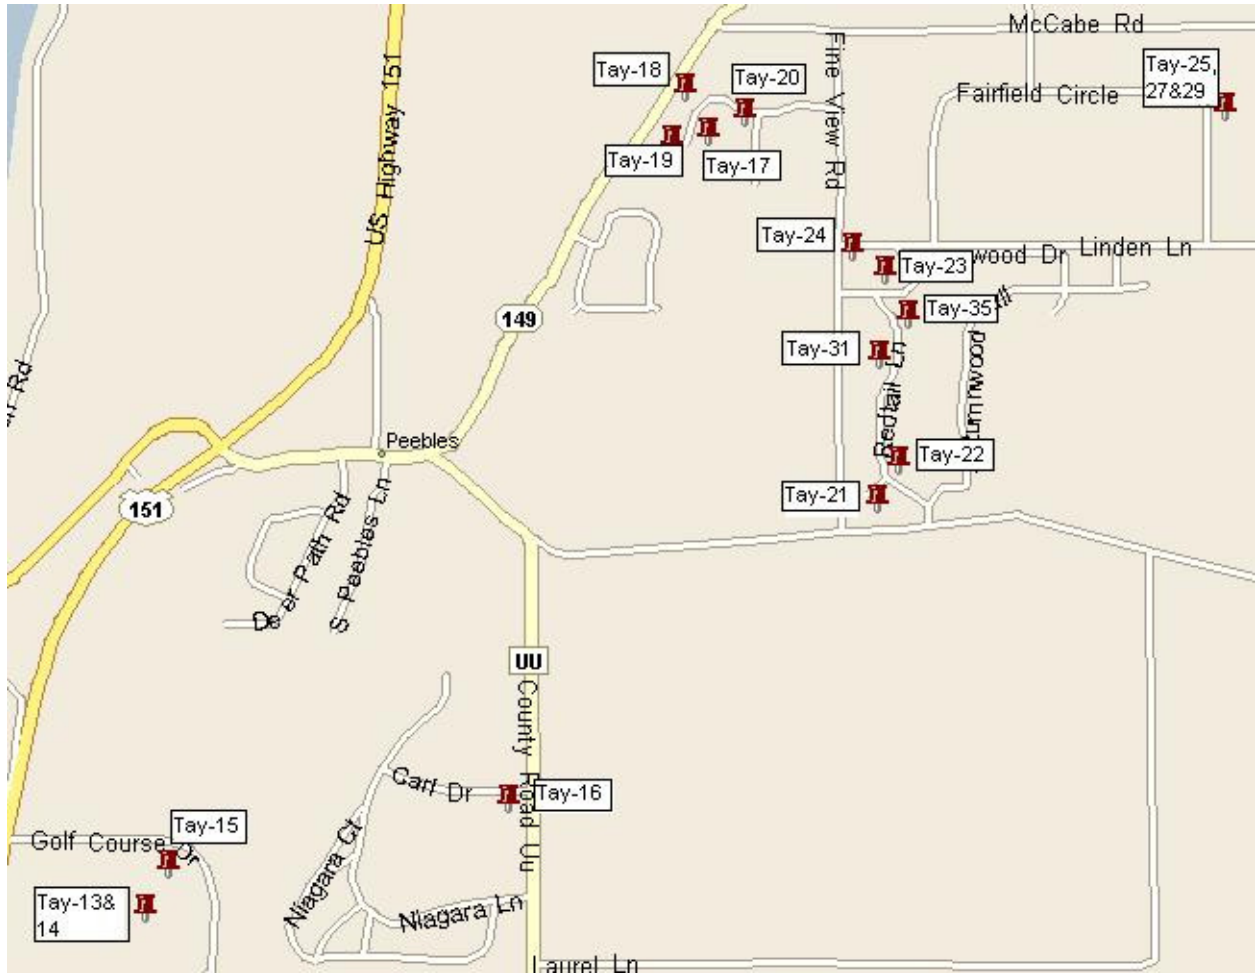 McCabe Rd
US Highway 151
Fine View Rd
Tay-18
Tay-20
Tay-25,
27&29
Fairfield Circle
Tay-19
Tay-17
Tay-24
Linden Ln
wood Dr
Tay-23
149
Tay-35
Tay-31
Redtail Ln
Rd
Peebles
Tay-22
Tay-21
151
Deer Path Rd
S Peebles Ln
UU
County Road Uu
Carl Dr
Tay-16
Tay-15
Golf Course Dr
Niagara Ct
Tay-13&
14
Niagara Ln
Laurel Ln